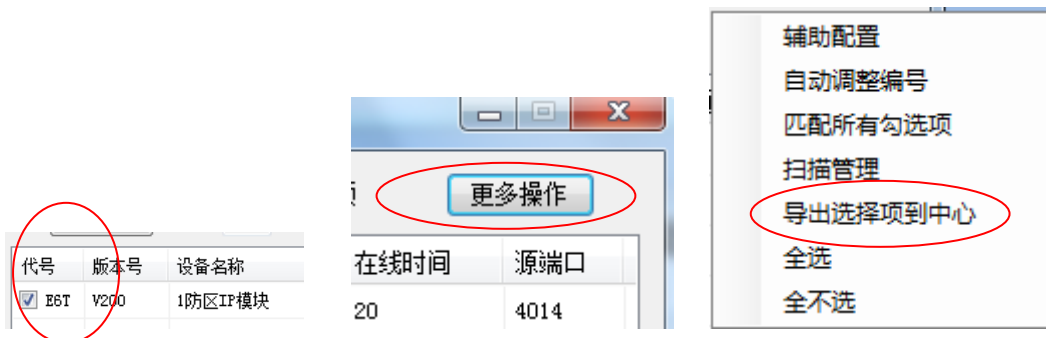 代号 版本号 设备名称
E6T V200 1防区IP模块
更多操作
在线时间 源端口
20 4014
辅助配置
自动调整编号
匹配所有勾选项
扫描管理
导出选择项到中心
全选
全不选